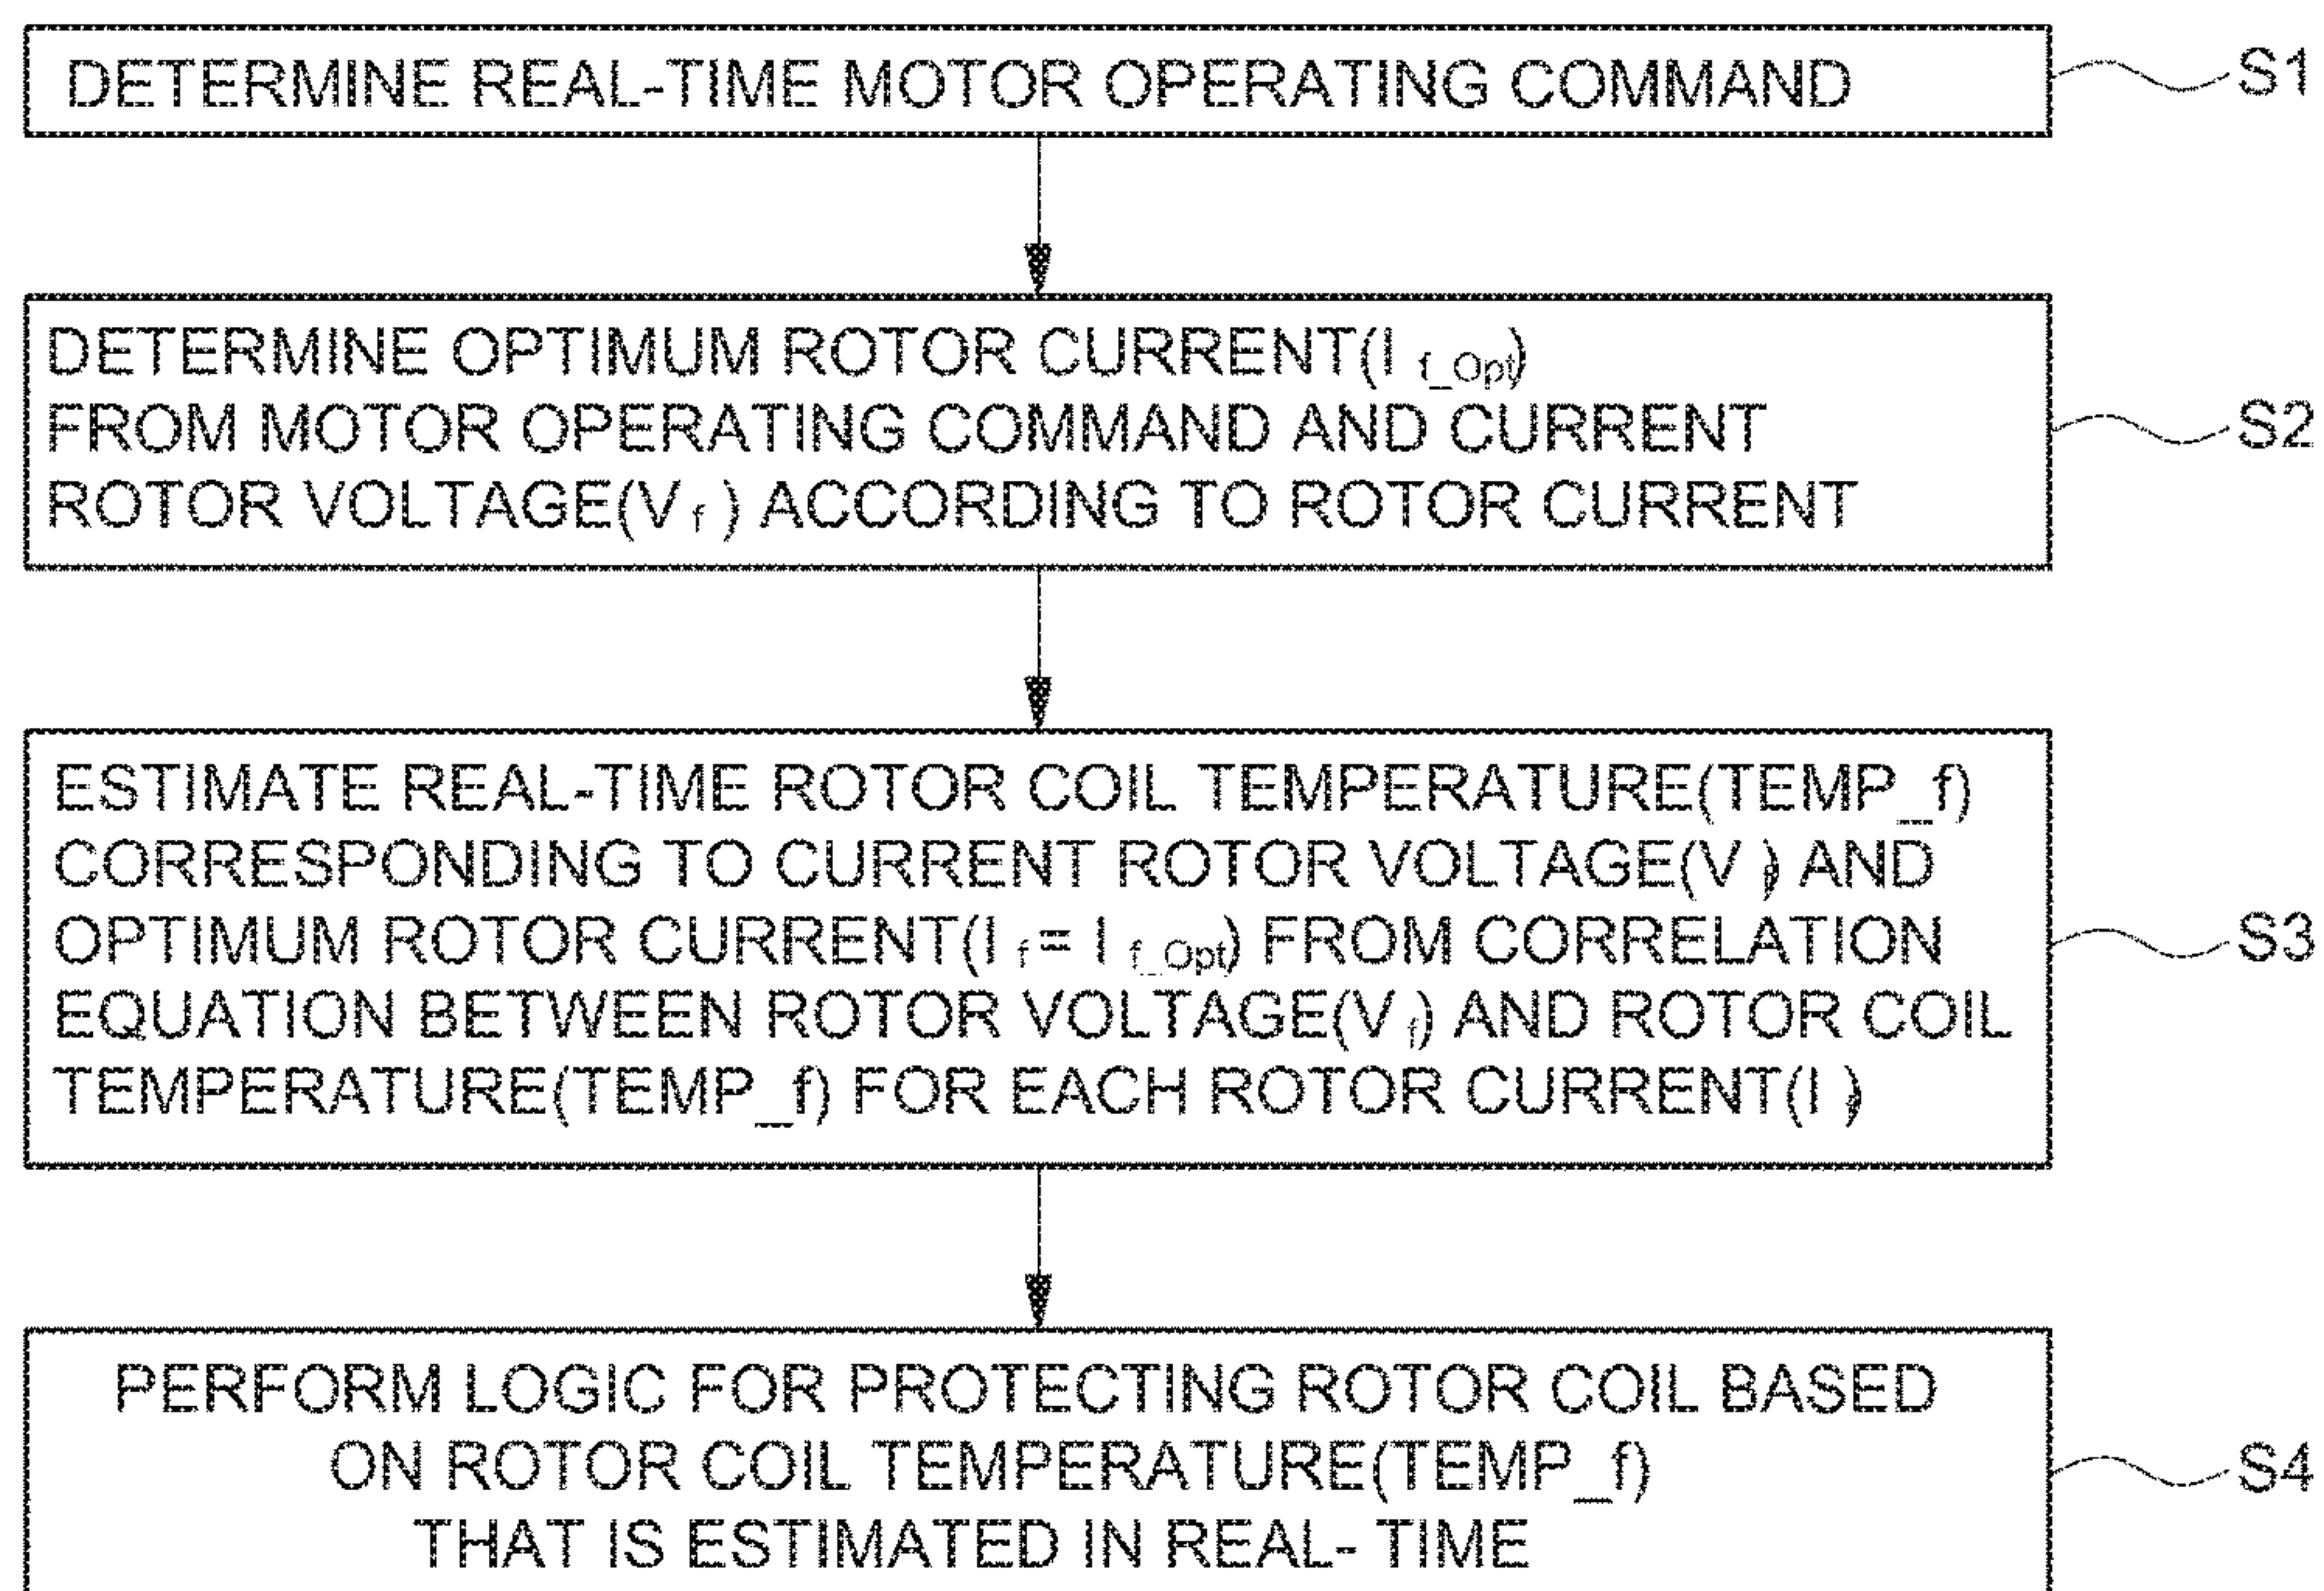 DETERMINE REAL-TIME MOTOR OPERATING COMMAND
S1
DETERMINE OPTIMUM ROTOR CURRENT(I f_Opt)
FROM MOTOR OPERATING COMMAND AND CURRENT
ROTOR VOLTAGE(V f ) ACCORDING TO ROTOR CURRENT
S2
ESTIMATE REAL-TIME ROTOR COIL TEMPERATURE(TEMP_f)
CORRESPONDING TO CURRENT ROTOR VOLTAGE(V f) AND
OPTIMUM ROTOR CURRENT(I f = I f_Opt) FROM CORRELATION
EQUATION BETWEEN ROTOR VOLTAGE(V f) AND ROTOR COIL
TEMPERATURE(TEMP_f) FOR EACH ROTOR CURRENT(I f)
S3
PERFORM LOGIC FOR PROTECTING ROTOR COIL BASED
ON ROTOR COIL TEMPERATURE(TEMP_f)
THAT IS ESTIMATED IN REAL- TIME
S4